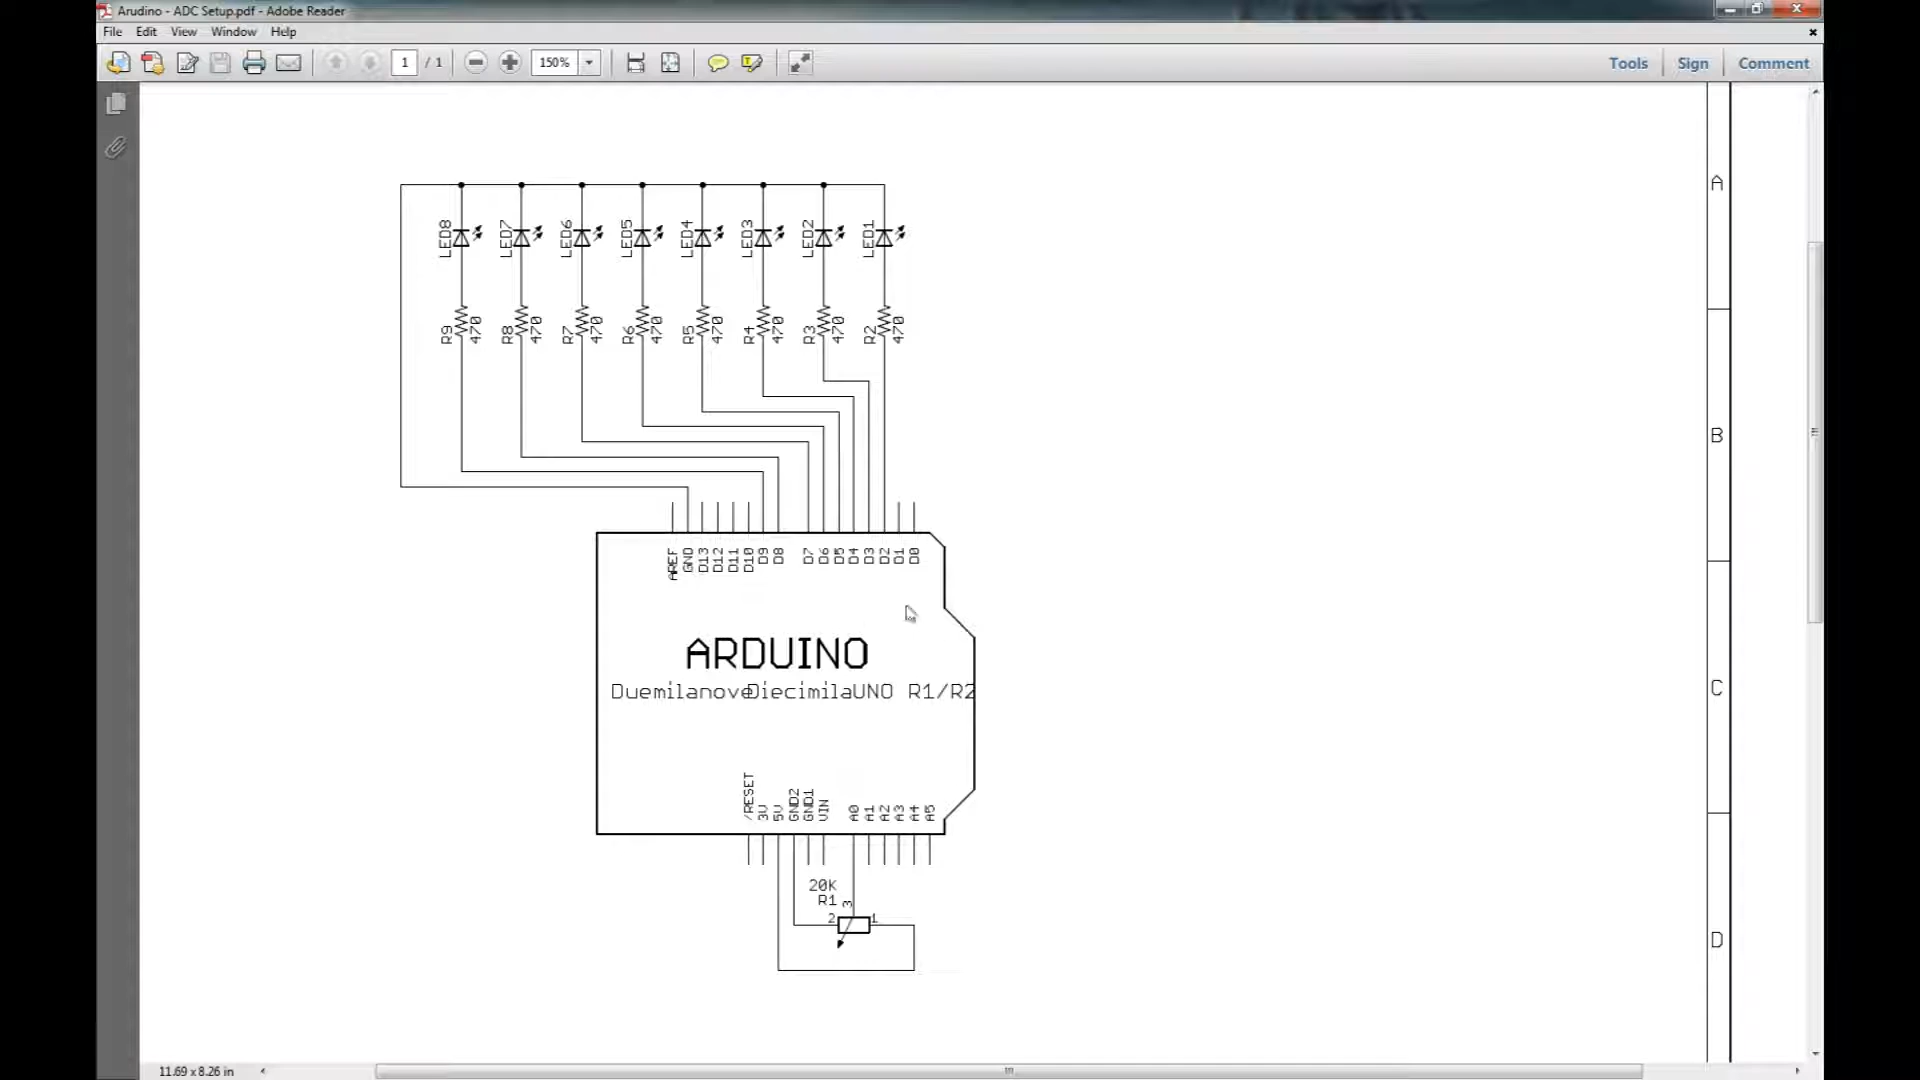 Arudino - ADC Setup.pdf - Adobe Reader
File Edit View Window Help
1 / 1 150% Tools Sign Comment
A
LED8 LED7 LED6 LED5 LED4 LED3 LED2 LED1
R9 470 R8 470 R7 470 R6 470 R5 470 R4 470 R3 470 R2 470
B
AREF GND D13 D12 D11 D10 D9 D8 D7 D6 D5 D4 D3 D2 D1 D0
ARDUINO
DuemilanoveDiecimilaUNO R1/R2
C
/RESET 3V 5V GND2 GND1 VIN A0 A1 A2 A3 A4 A5
20K
R1 3
2 1
D
11.69 x 8.26 in